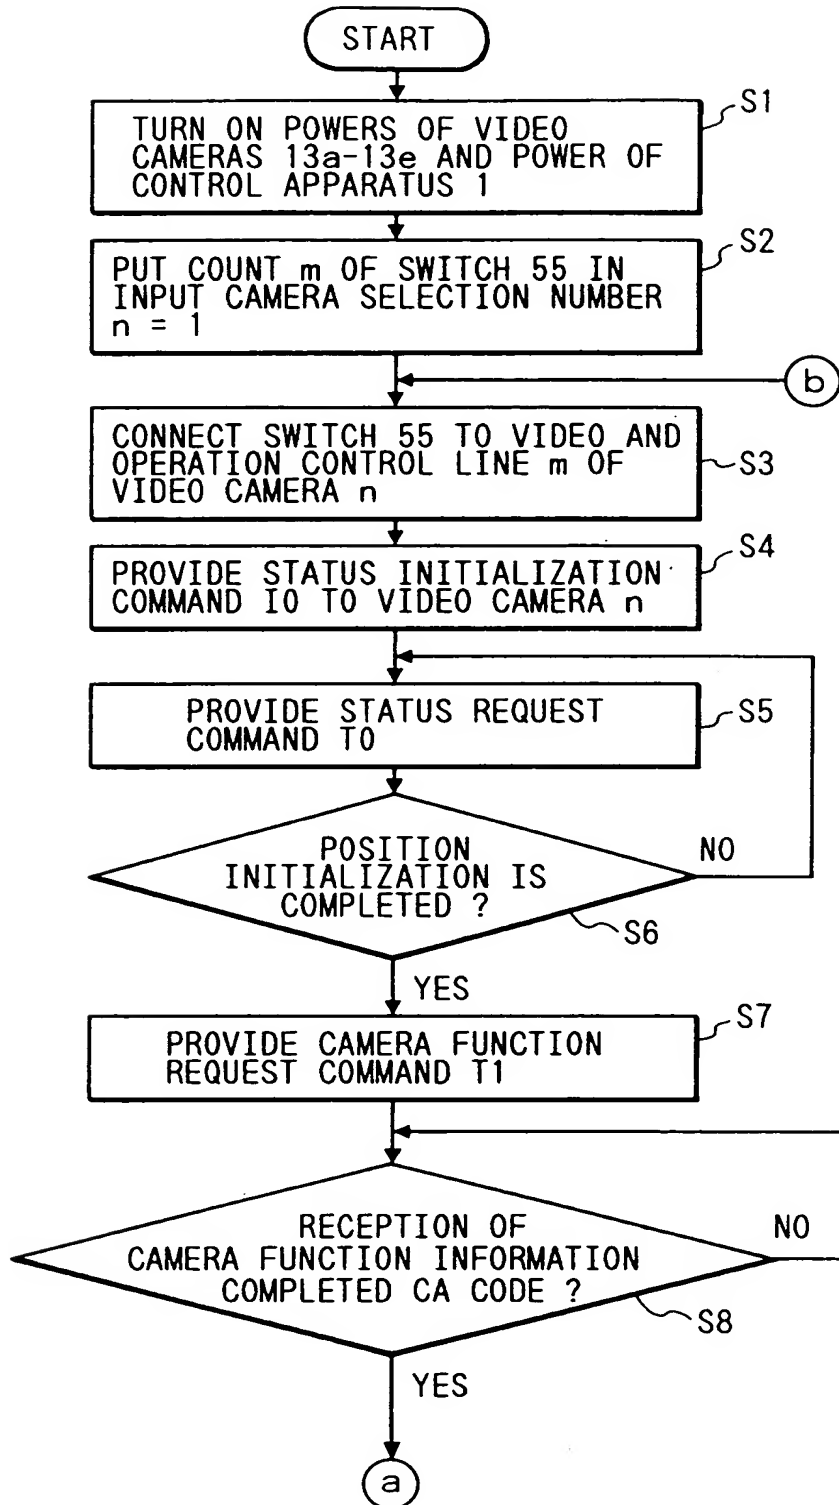 START
S1
TURN ON POWERS OF VIDEO
CAMERAS 13a-13e AND POWER OF
CONTROL APPARATUS 1
S2
PUT COUNT m OF SWITCH 55 IN
INPUT CAMERA SELECTION NUMBER
n = 1
b
CONNECT SWITCH 55 TO VIDEO AND
OPERATION CONTROL LINE m OF
VIDEO CAMERA n
S3
S4
PROVIDE STATUS INITIALIZATION
COMMAND IO TO VIDEO CAMERA n
PROVIDE STATUS REQUEST
COMMAND TO
S5
POSITION
INITIALIZATION IS
COMPLETED ?
NO
S6
YES
S7
PROVIDE CAMERA FUNCTION
REQUEST COMMAND T1
RECEPTION OF
CAMERA FUNCTION INFORMATION
COMPLETED CA CODE ?
NO
S8
YES
a